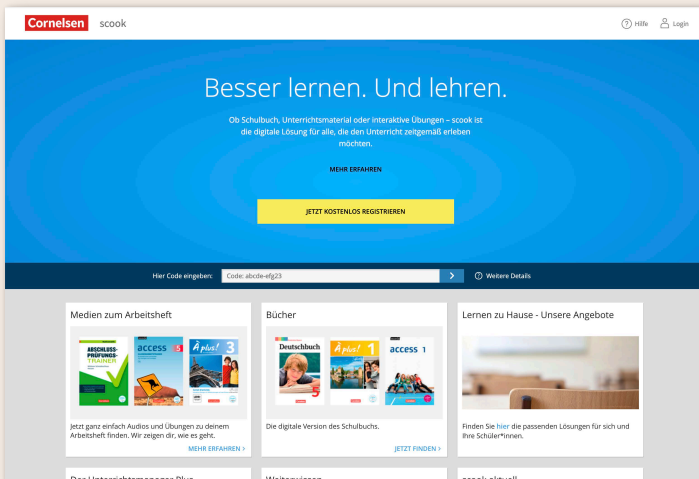 Cornelsen scook
Hilfe Login
Besser lernen. Und lehren.
Ob Schulbuch, Unterrichtsmaterial oder interaktive Übungen – scook ist
die digitale Lösung für alle, die den Unterricht zeitgemäß erleben
möchten.
MEHR ERFAHREN
JETZT KOSTENLOS REGISTRIEREN
Hier Code eingeben: Code: abcde-efg23 Weitere Details
Medien zum Arbeitsheft
ABSCHLUSS-
PRÜFUNGS-
TRAINER
access 5
À plus! 3
Jetzt ganz einfach Audios und Übungen zu deinem
Arbeitsheft finden. Wir zeigen dir, wie es geht.
MEHR ERFAHREN >
Bücher
Deutschbuch
5
À plus! 1
access 1
Die digitale Version des Schulbuchs.
JETZT FINDEN >
Lernen zu Hause - Unsere Angebote
Finden Sie hier die passenden Lösungen für sich und
Ihre Schüler*innen.